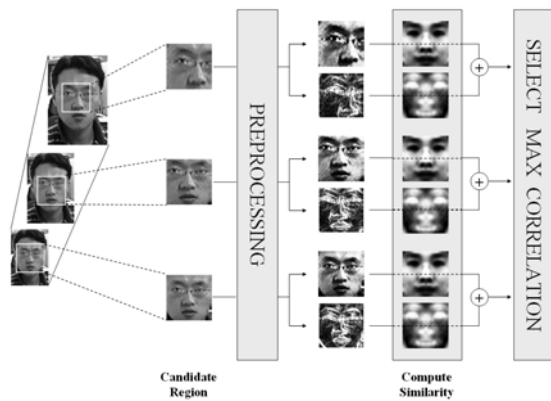 PREPROCESSING
SELECT MAX CORRELATION
Candidate
Region
Compute
Similarity